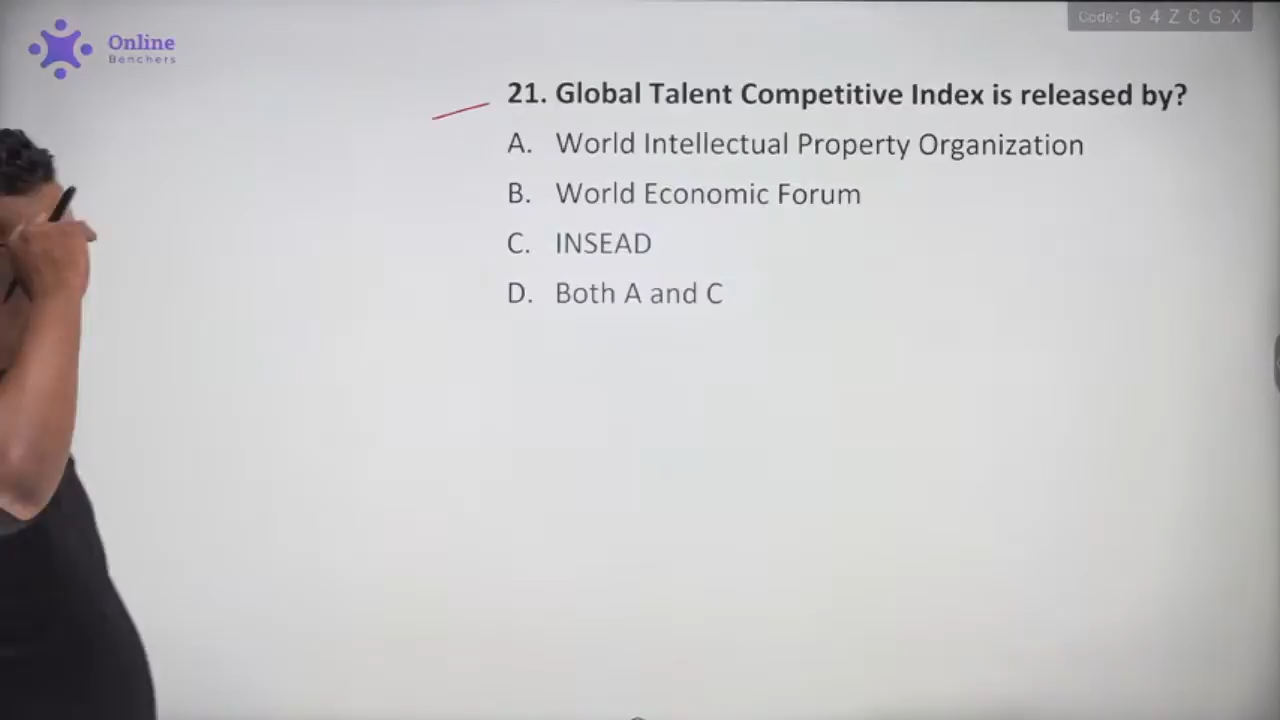 Online
Benchers
Code: G 4 Z C G X
21. Global Talent Competitive Index is released by?
A. World Intellectual Property Organization
B. World Economic Forum
C. INSEAD
D. Both A and C